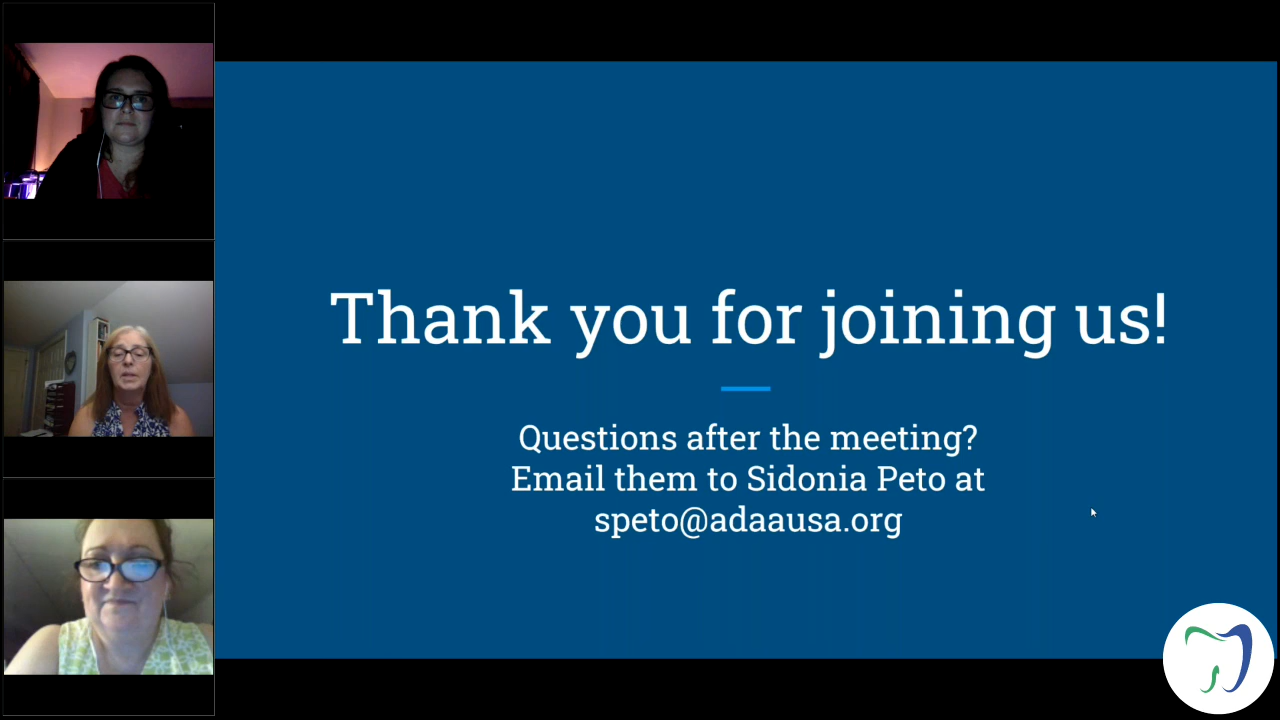 Thank you for joining us!
Questions after the meeting?
Email them to Sidonia Peto at
speto@adaausa.org